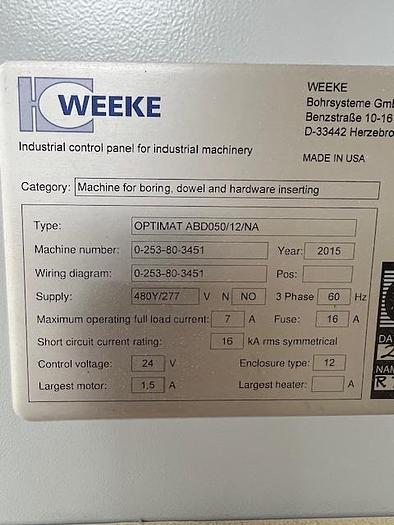 WEEKE
Industrial control panel for industrial machinery
WEEKE
Bohrsysteme Gmb
Benzstraße 10-16
D-33442 Herzebro
MADE IN USA
Category: Machine for boring, dowel and hardware inserting
Type: OPTIMAT ABD050/12/NA
Machine number: 0-253-80-3451 Year: 2015
Wiring diagram: 0-253-80-3451 Pos:
Supply: 480Y/277 V N NO 3 Phase 60 Hz
Maximum operating full load current: 7 A Fuse: 16 A
Short circuit current rating: 16 kA rms symmetrical
Control voltage: 24 V Enclosure type: 12
Largest motor: 1,5 A Largest heater: A
DA
NAM